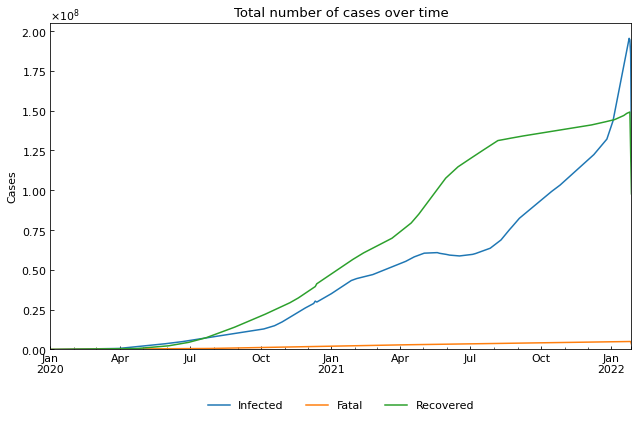 Total number of cases over time
×10⁸
2.00
1.75
1.50
1.25
1.00
0.75
0.50
0.25
0.00
Cases
Jan Apr Jul Oct Jan Apr Jul Oct Jan
2020 2021 2022
Infected Fatal Recovered